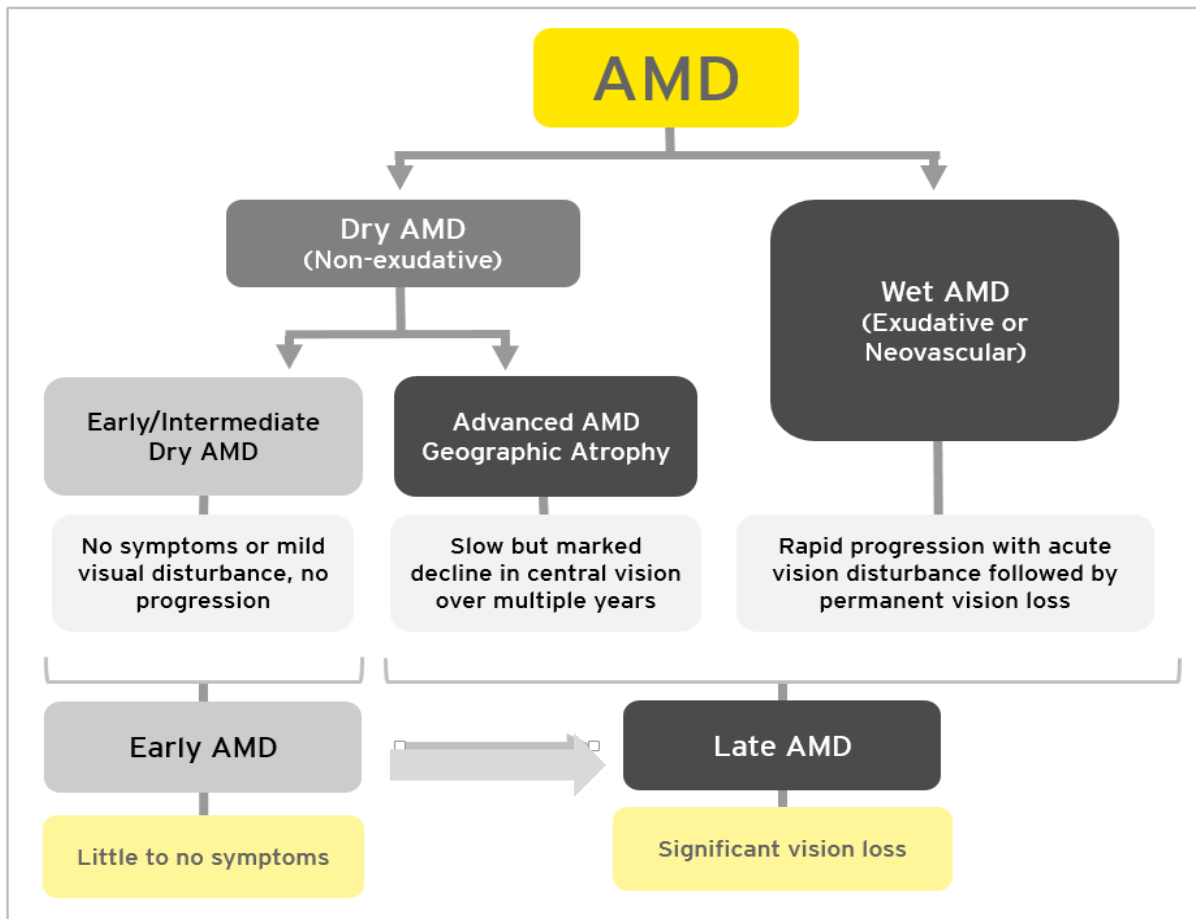 AMD
Dry AMD
(Non-exudative)
Wet AMD
(Exudative or
Neovascular)
Early/Intermediate
Dry AMD
Advanced AMD
Geographic Atrophy
No symptoms or mild
visual disturbance, no
progression
Slow but marked
decline in central vision
over multiple years
Rapid progression with acute
vision disturbance followed by
permanent vision loss
Early AMD
Late AMD
Little to no symptoms
Significant vision loss